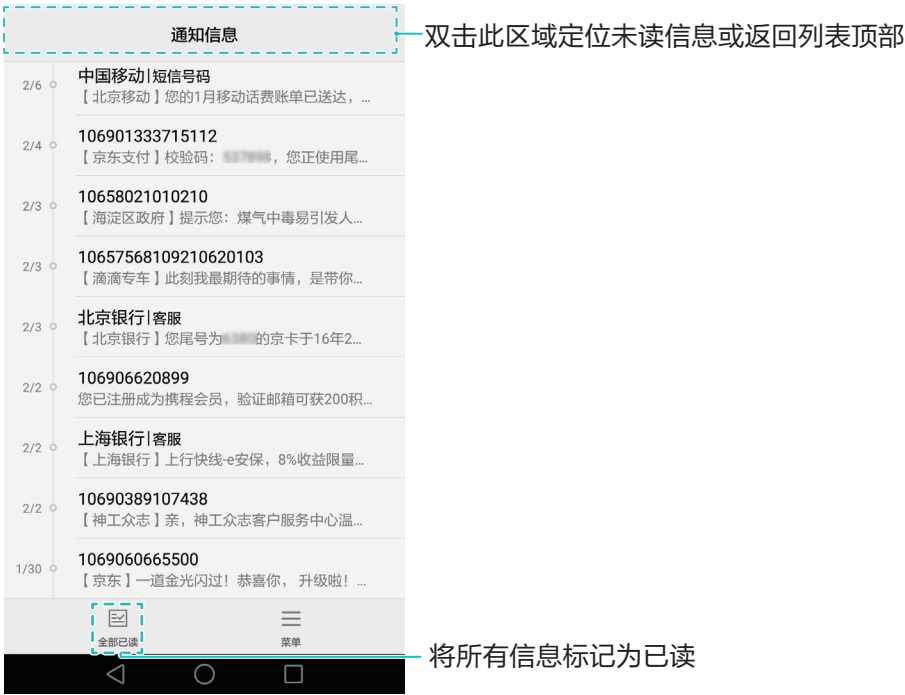 通知信息
双击此区域定位未读信息或返回列表顶部
2/6
中国移动|短信号码
【北京移动】您的1月移动话费账单已送达，...
2/4
106901333715112
【京东支付】校验码：，您正使用尾...
2/3
10658021010210
【海淀区政府】提示您：煤气中毒易引发人...
2/3
10657568109210620103
【滴滴专车】此刻我最期待的事情，是带你...
2/3
北京银行|客服
【北京银行】您尾号为的京卡于16年2...
2/2
106906620899
您已注册成为携程会员，验证邮箱可获200积...
2/2
上海银行|客服
【上海银行】上行快线-e安保，8%收益限量...
2/2
10690389107438
【神工众志】亲，神工众志客户服务中心温...
1/30
1069060665500
【京东】一道金光闪过！恭喜你， 升级啦！...
全部已读
菜单
将所有信息标记为已读